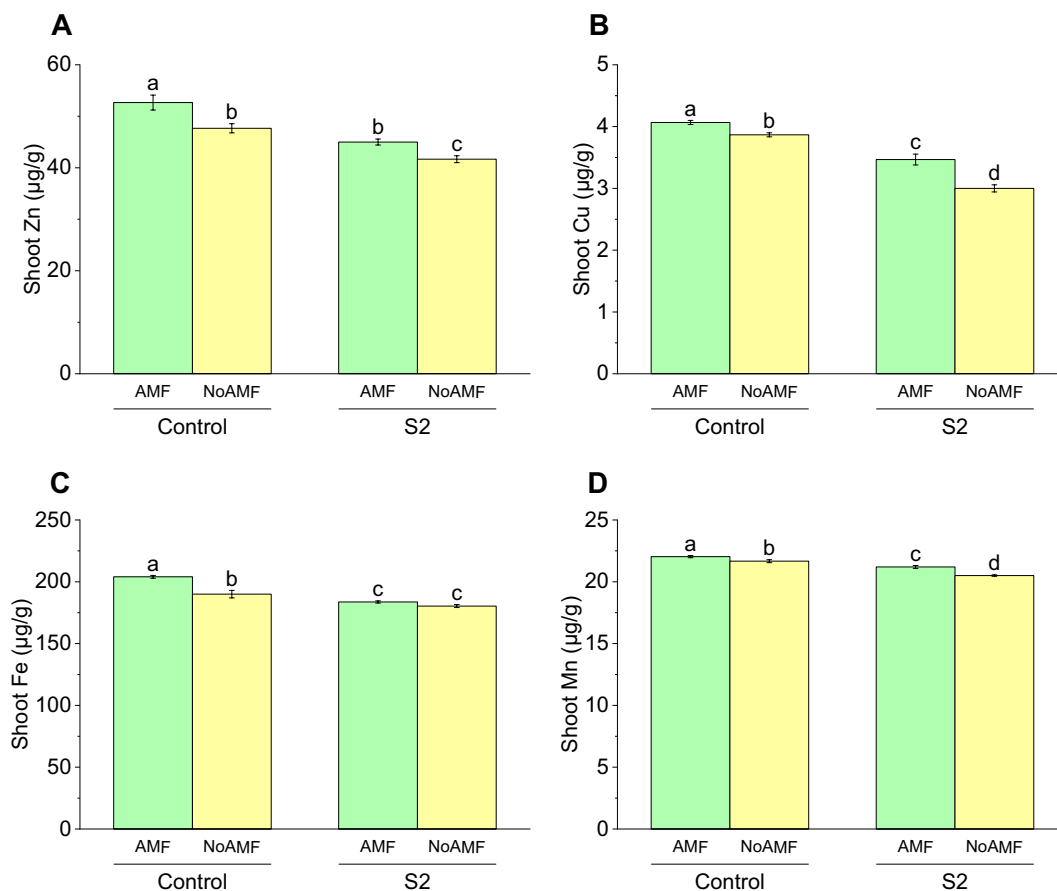 A
Shoot Zn (µg/g)
60
40
20
0
a
b
b
c
AMF NoAMF AMF NoAMF
Control S2
B
Shoot Cu (µg/g)
5
4
3
2
1
0
a
b
c
d
AMF NoAMF AMF NoAMF
Control S2
C
Shoot Fe (µg/g)
250
200
150
100
50
0
a
b
c
c
AMF NoAMF AMF NoAMF
Control S2
D
Shoot Mn (µg/g)
25
20
15
10
5
0
a
b
c
d
AMF NoAMF AMF NoAMF
Control S2